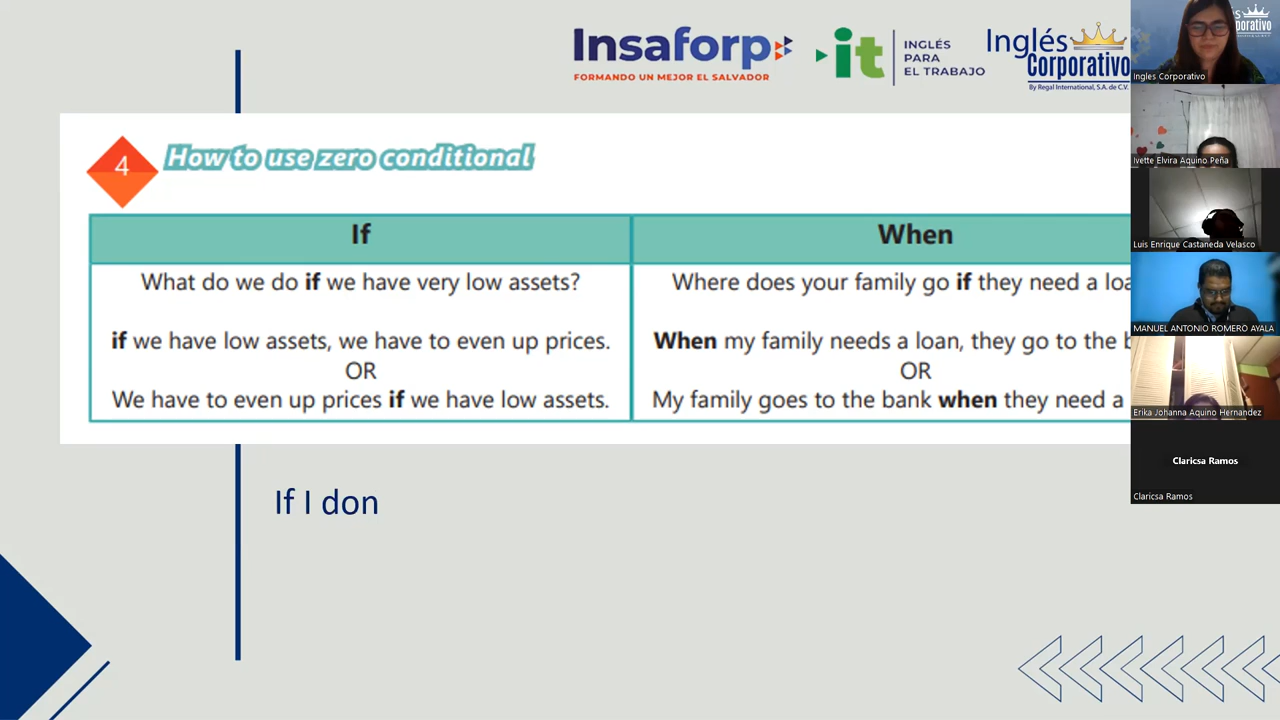 Insaforp
FORMANDO UN MEJOR EL SALVADOR
it
INGLÉS
PARA
EL TRABAJO
Inglés
Corporativo
By Regal International, S.A. de C.V.
4
How to use zero conditional
If
When
What do we do if we have very low assets?
Where does your family go if they need a loa
if we have low assets, we have to even up prices.
When my family needs a loan, they go to the b
OR
OR
We have to even up prices if we have low assets.
My family goes to the bank when they need a
If I don
Ingles Corporativo
Ivette Elvira Aquino Peña
Luis Enrique Castaneda Velasco
MANUEL ANTONIO ROMERO AYALA
Erika Johanna Aquino Hernandez
Claricsa Ramos
Claricsa Ramos